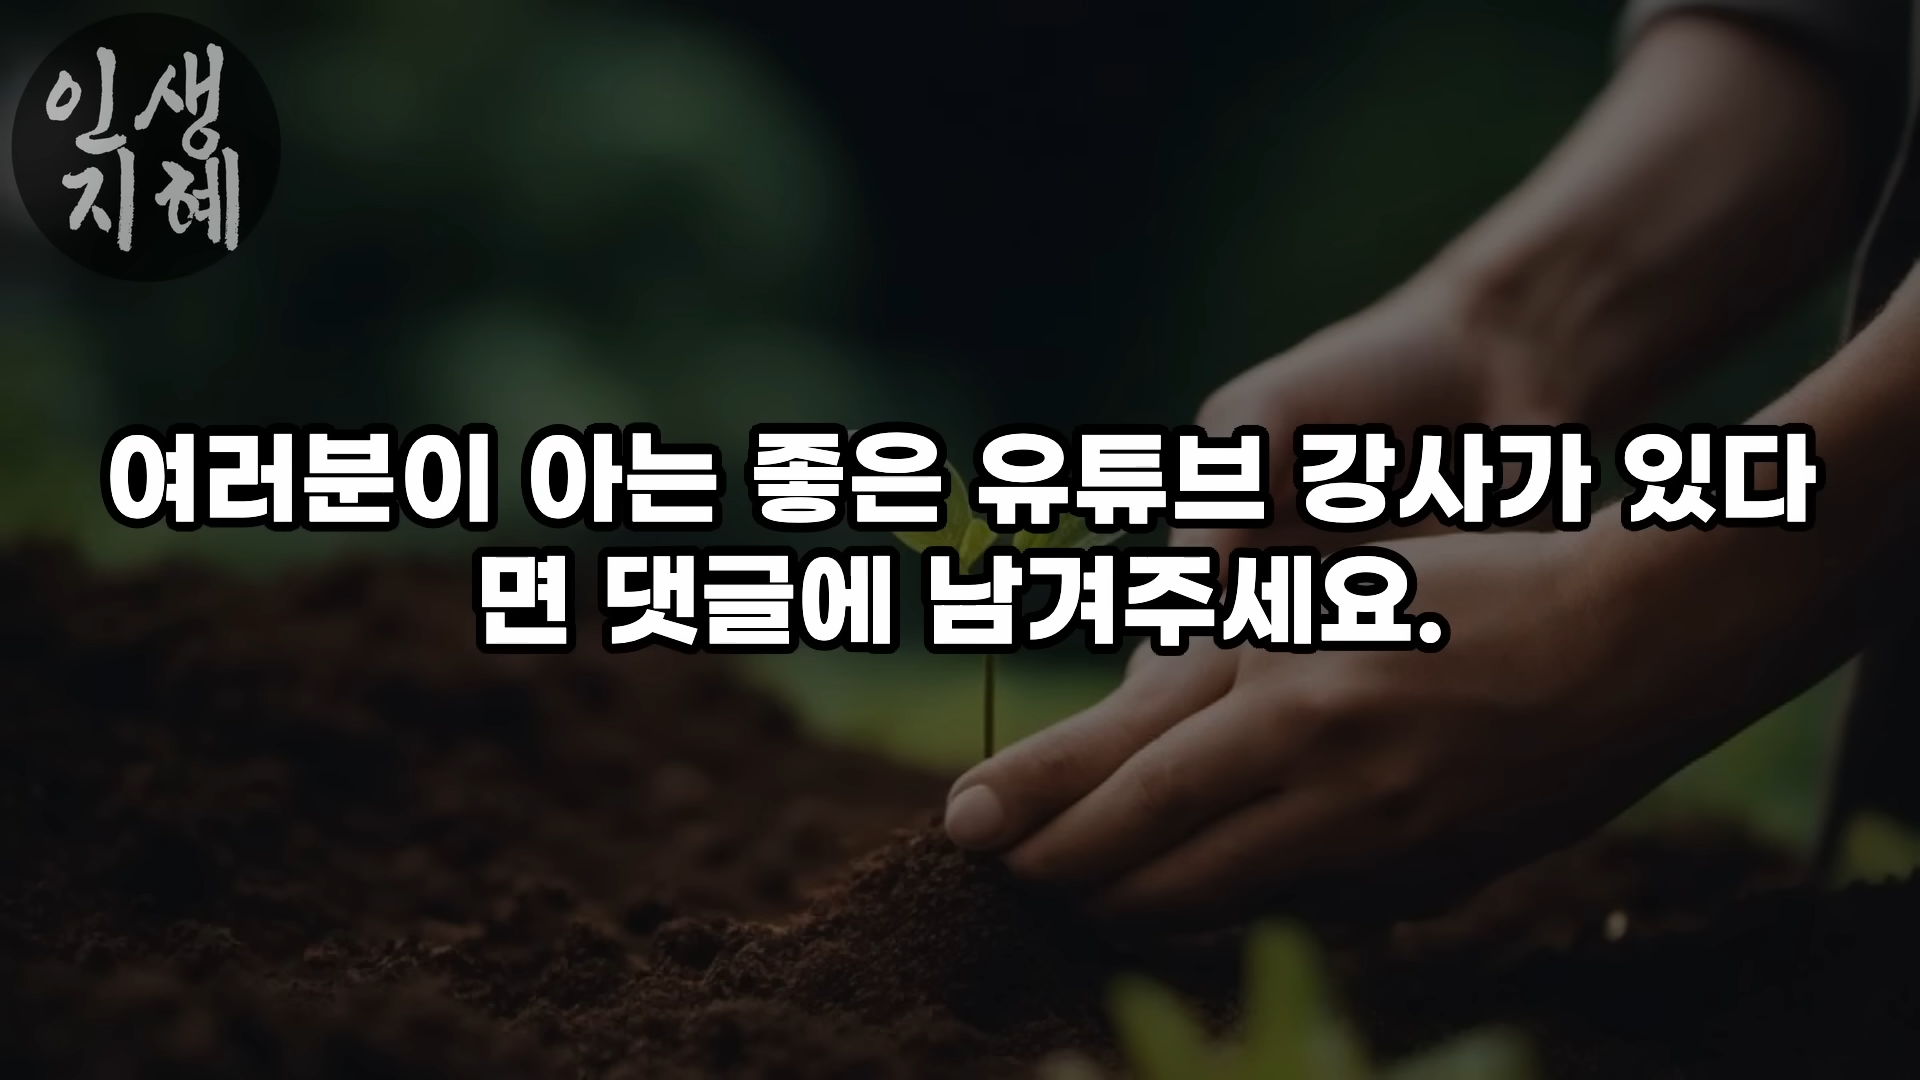 인생
지혜
여러분이 아는 좋은 유튜브 강사가 있다
면 댓글에 남겨주세요.